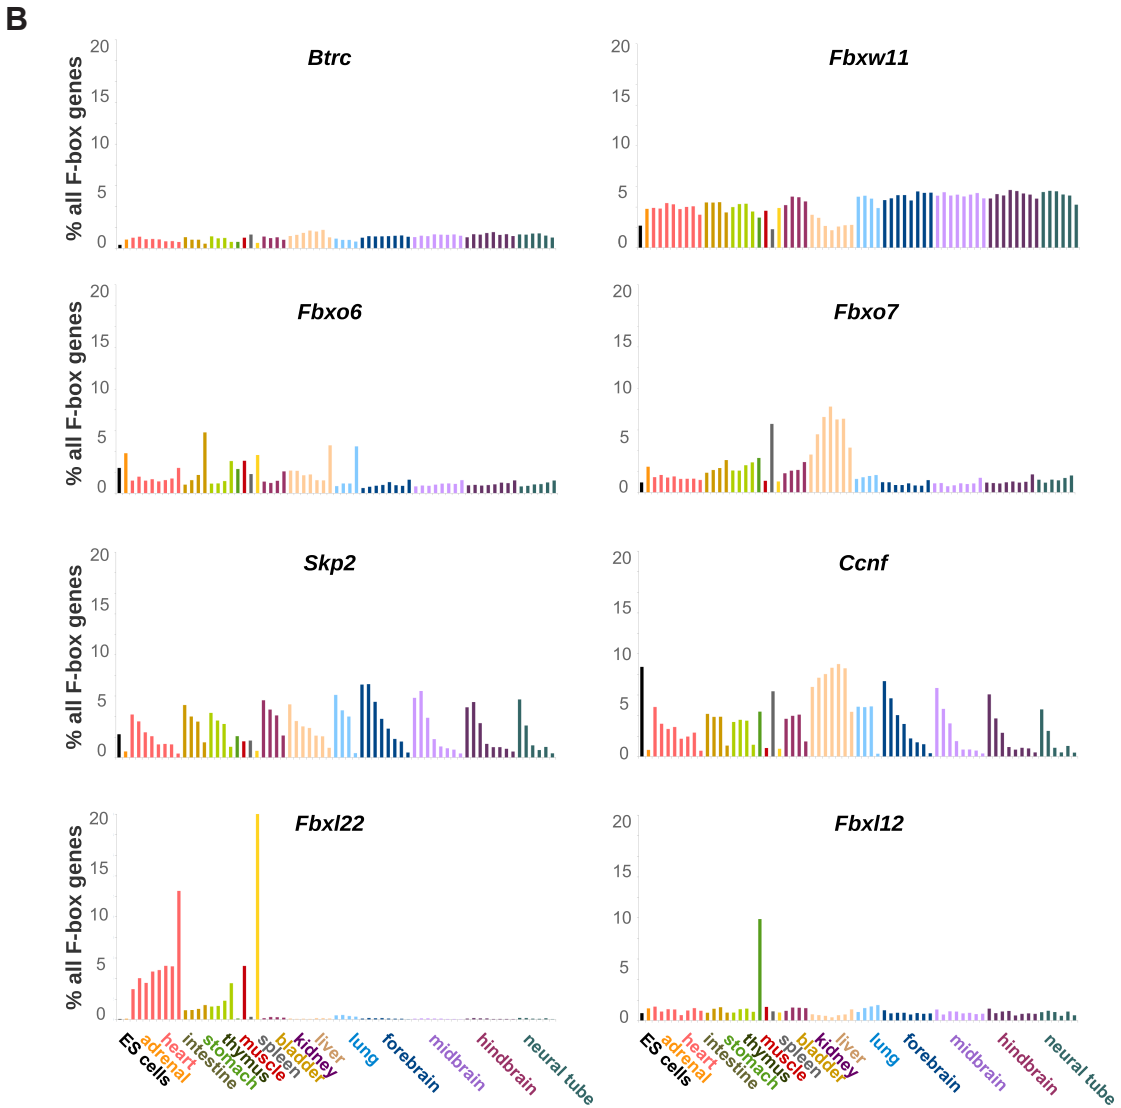 B
Btrc
Fbxw11
% all F-box genes
20
15
10
5
0
20
15
10
5
0
Fbxo6
Fbxo7
% all F-box genes
20
15
10
5
0
20
15
10
5
0
Skp2
Ccnf
% all F-box genes
20
15
10
5
0
20
15
10
5
0
Fbxl22
Fbxl12
% all F-box genes
20
15
10
5
0
20
15
10
5
0
ES cells
adrenal
heart
intestine
stomach
thymus
muscle
spleen
bladder
kidney
liver
lung
forebrain
midbrain
hindbrain
neural tube
ES cells
adrenal
heart
intestine
stomach
thymus
muscle
spleen
bladder
kidney
liver
lung
forebrain
midbrain
hindbrain
neural tube